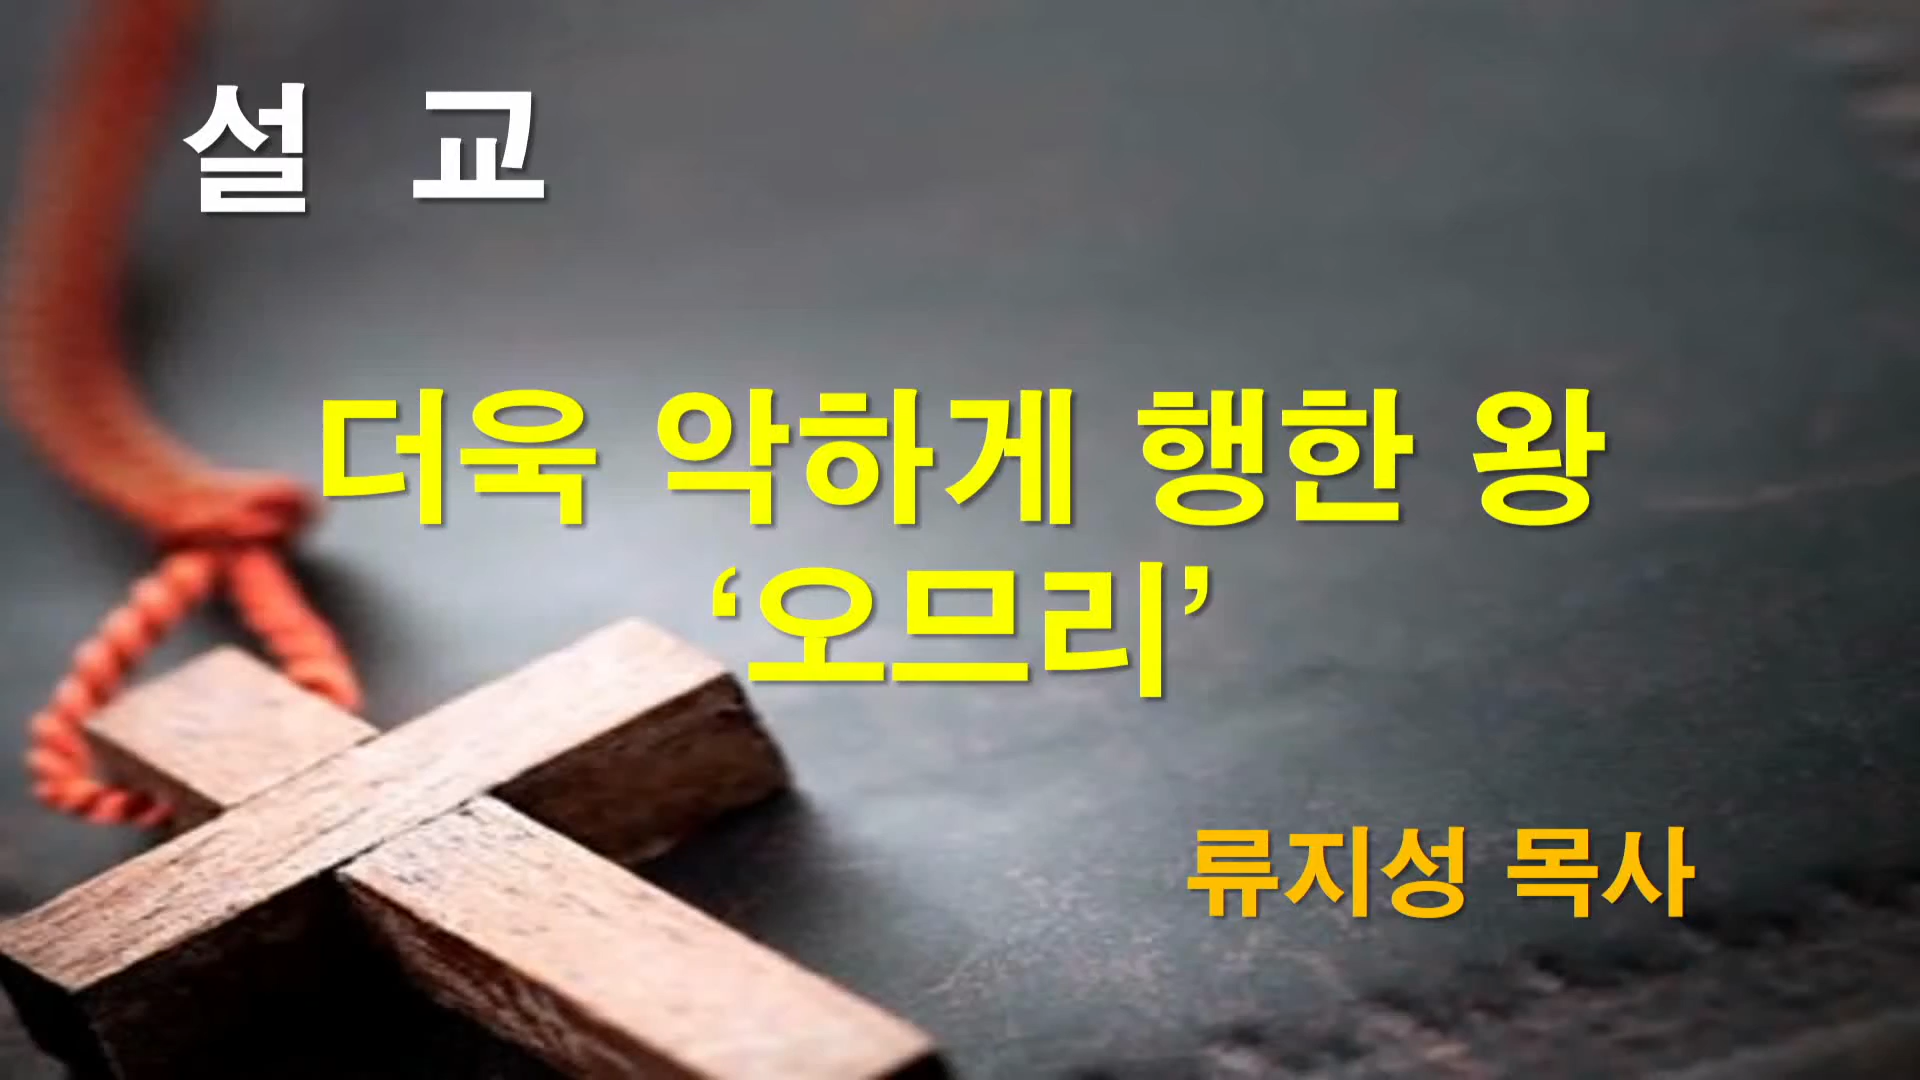 설 교
더욱 악하게 행한 왕
‘오므리’
류지성 목사